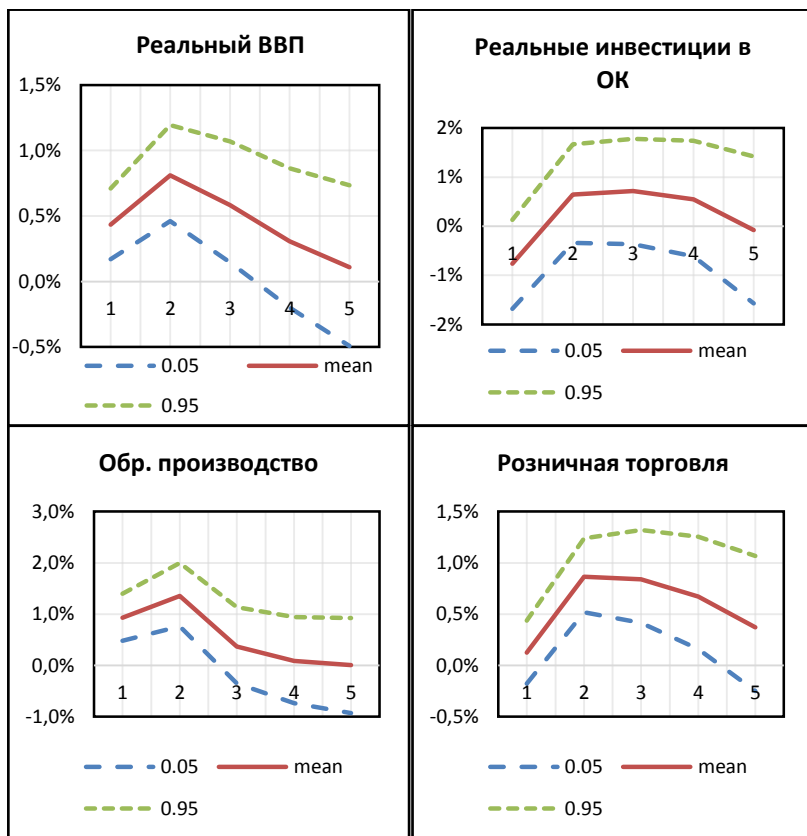 Реальный ВВП
1,5%
1,0%
0,5%
0,0%
-0,5%
1 2 3 4 5
0.05 mean
0.95
Реальные инвестиции в
ОК
2%
1%
0%
-1%
-2%
1 2 3 4 5
0.05 mean
0.95
Обр. производство
3,0%
2,0%
1,0%
0,0%
-1,0%
1 2 3 4 5
0.05 mean
0.95
Розничная торговля
1,5%
1,0%
0,5%
0,0%
-0,5%
1 2 3 4 5
0.05 mean
0.95